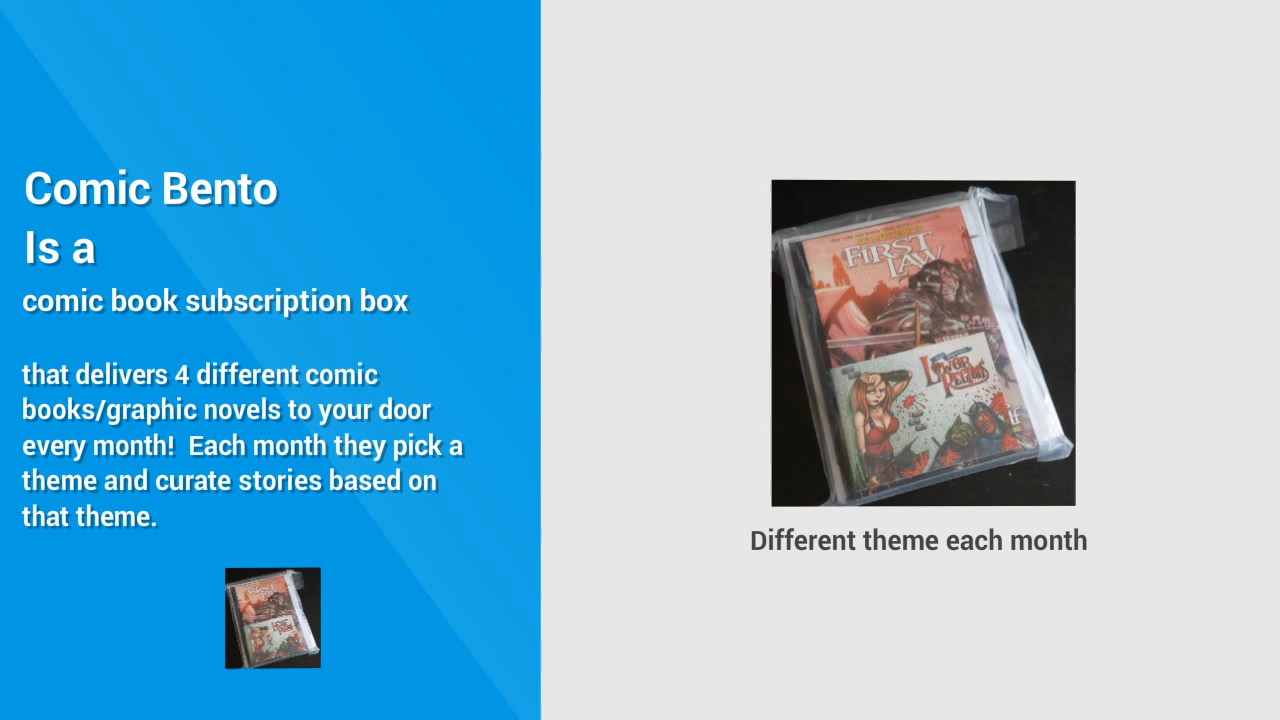 Comic Bento
Is a
comic book subscription box
that delivers 4 different comic
books/graphic novels to your door
every month!  Each month they pick a
theme and curate stories based on
that theme.
FIRST
LAW
Lower
Regions
Different theme each month